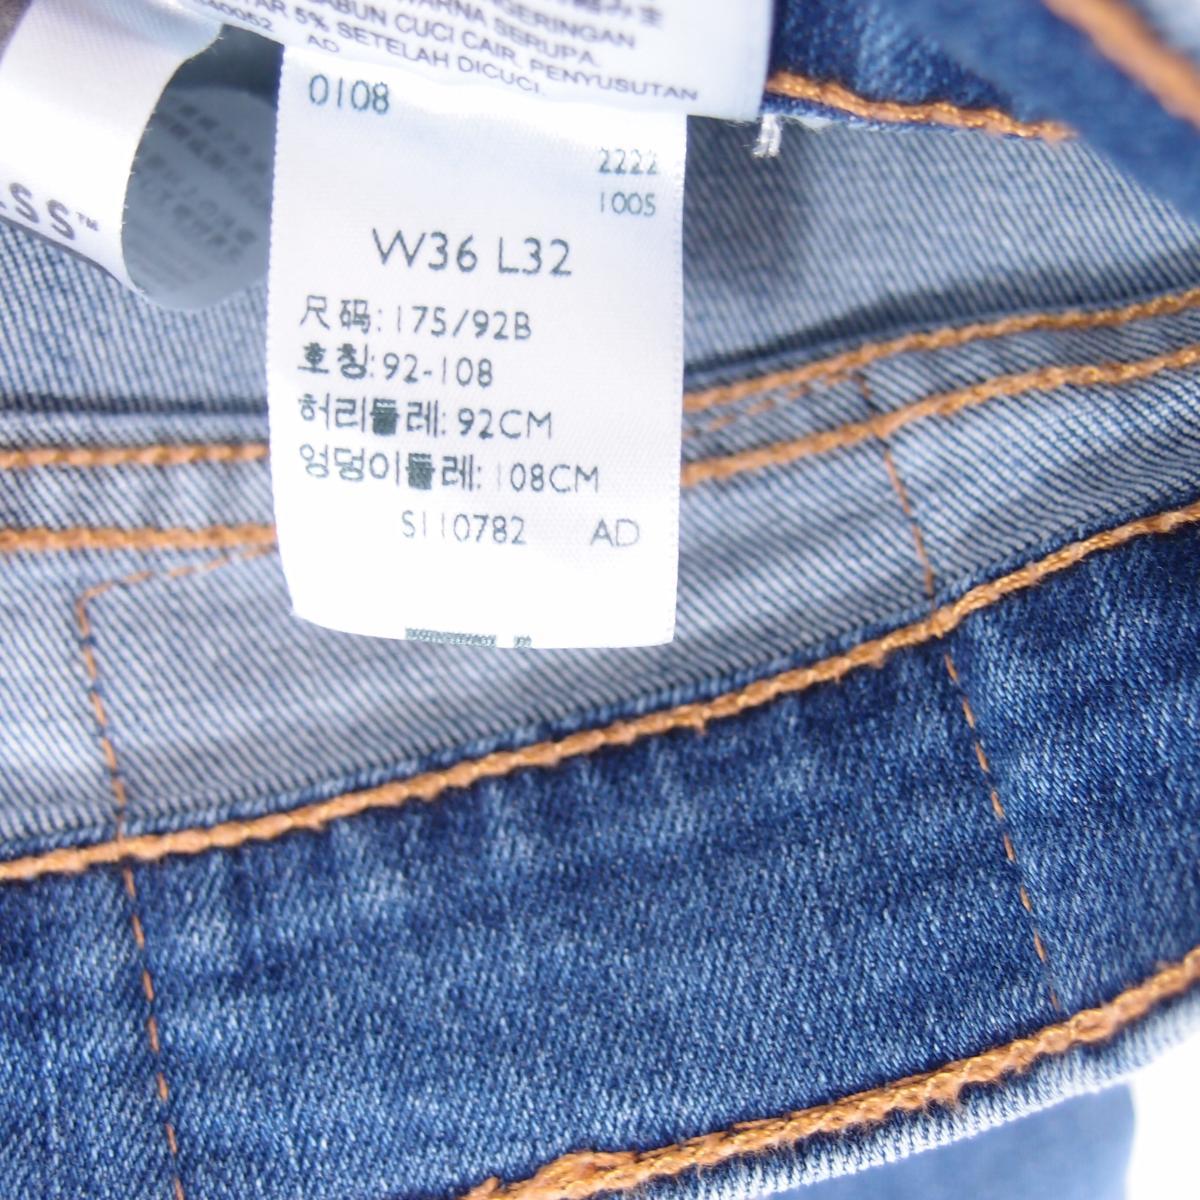 WARNA SERUPA.
SABUN CUCI CAIR. PENYUSUTAN
5% SETELAH DICUCI.
AD
0108
2222
1005
W36 L32
尺码: 175/92B
호칭: 92-108
허리둘레: 92CM
엉덩이둘레: 108CM
S110782 AD
SS™